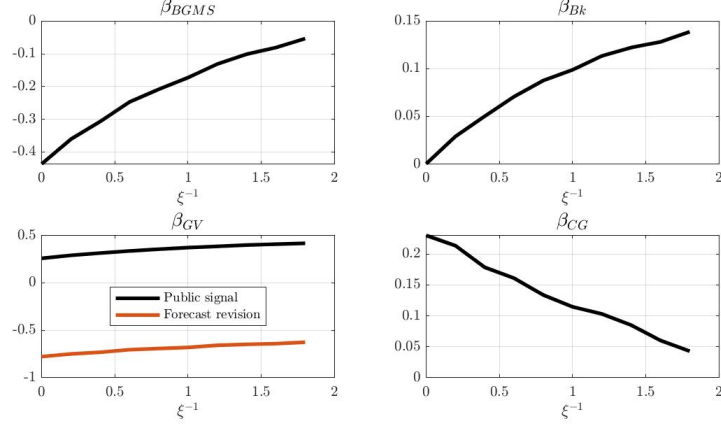 β_BGMS
0
-0.1
-0.2
-0.3
-0.4
0 0.5 1 1.5 2
ξ⁻¹
β_Bk
0.15
0.1
0.05
0
0 0.5 1 1.5 2
ξ⁻¹
β_GV
0.5
0
-0.5
-1
Public signal
Forecast revision
0 0.5 1 1.5 2
ξ⁻¹
β_CG
0.2
0.15
0.1
0.05
0
0 0.5 1 1.5 2
ξ⁻¹